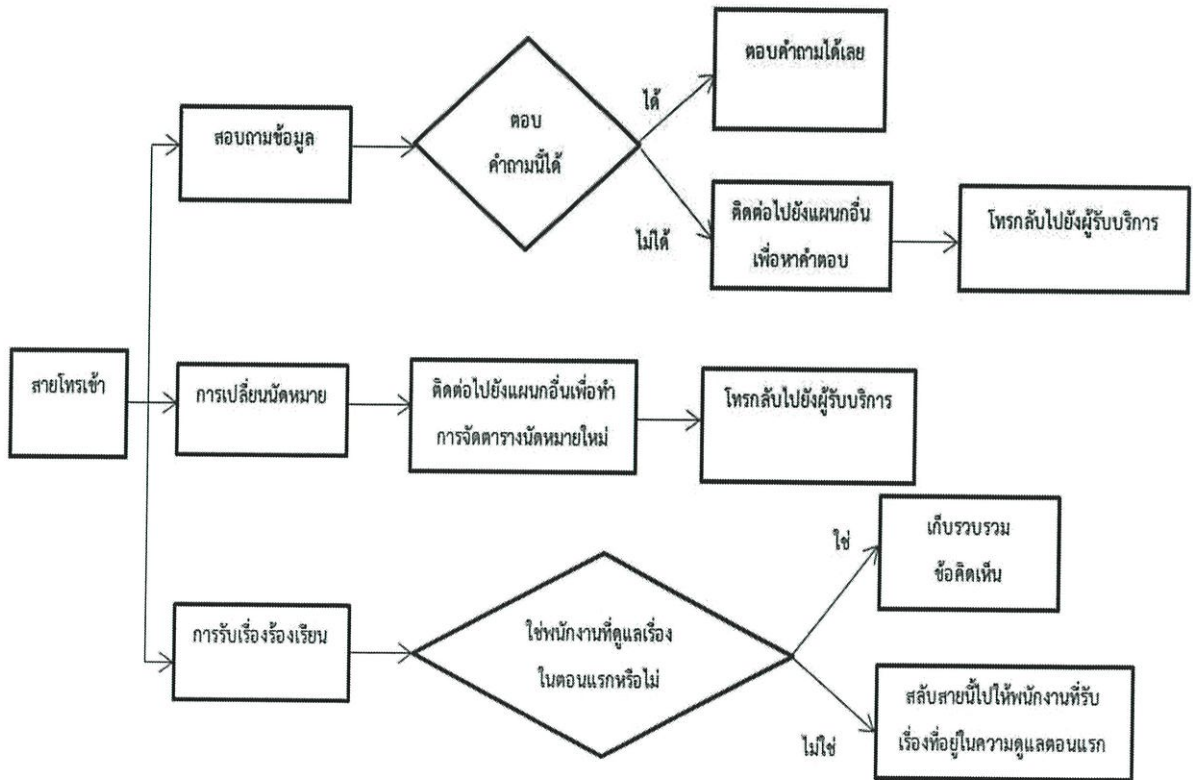 ตอบคำถามได้เลย
ได้
สอบถามข้อมูล
ตอบ
คำถามนี้ได้
ไม่ได้
ติดต่อไปยังแผนกอื่น
เพื่อหาคำตอบ
โทรกลับไปยังผู้รับบริการ
สายโทรเข้า
การเปลี่ยนนัดหมาย
ติดต่อไปยังแผนกอื่นเพื่อทำ
การจัดตารางนัดหมายใหม่
โทรกลับไปยังผู้รับบริการ
การรับเรื่องร้องเรียน
ใช่พนักงานที่ดูแลเรื่อง
ในตอนแรกหรือไม่
ใช่
เก็บรวบรวม
ข้อคิดเห็น
ไม่ใช่
สลับสายนี้ไปให้พนักงานที่รับ
เรื่องที่อยู่ในความดูแลตอนแรก